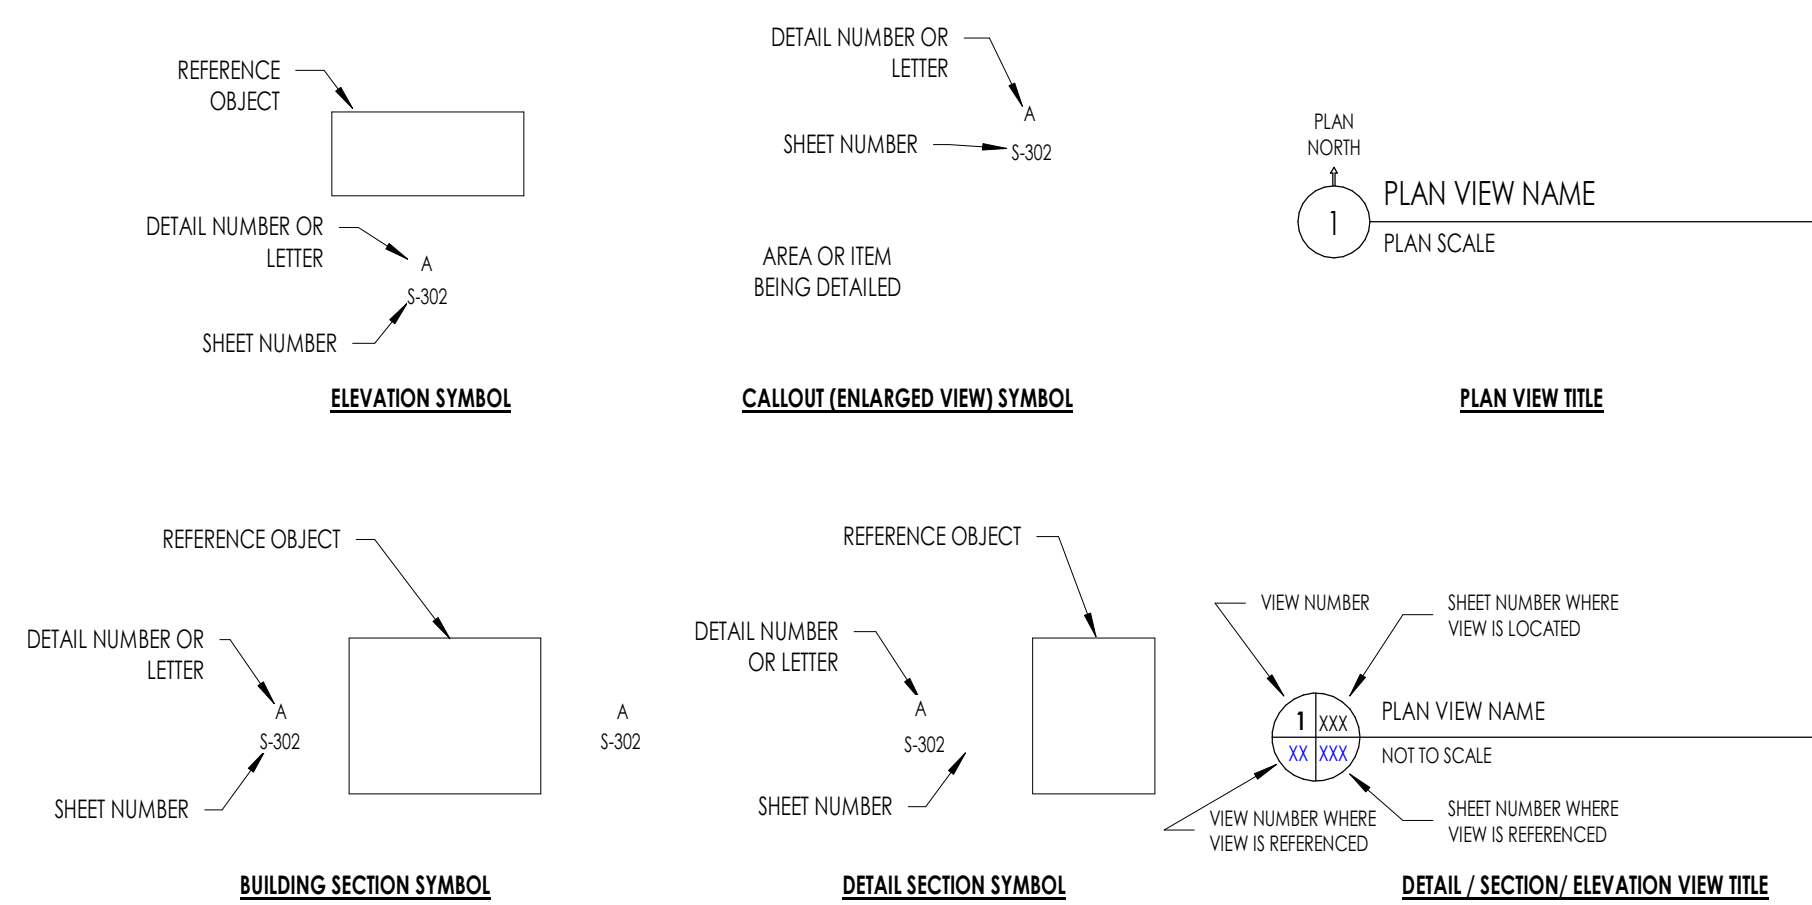 REFERENCE
OBJECT
DETAIL NUMBER OR
LETTER
A
S-302
SHEET NUMBER
ELEVATION SYMBOL
DETAIL NUMBER OR
LETTER
A
SHEET NUMBER
S-302
AREA OR ITEM
BEING DETAILED
CALLOUT (ENLARGED VIEW) SYMBOL
PLAN
NORTH
1
PLAN VIEW NAME
PLAN SCALE
PLAN VIEW TITLE
REFERENCE OBJECT
DETAIL NUMBER OR
LETTER
A
S-302
SHEET NUMBER
A
S-302
BUILDING SECTION SYMBOL
REFERENCE OBJECT
DETAIL NUMBER
OR LETTER
A
S-302
SHEET NUMBER
DETAIL SECTION SYMBOL
VIEW NUMBER
SHEET NUMBER WHERE
VIEW IS LOCATED
1 XXX
XX XXX
PLAN VIEW NAME
NOT TO SCALE
VIEW NUMBER WHERE
VIEW IS REFERENCED
SHEET NUMBER WHERE
VIEW IS REFERENCED
DETAIL / SECTION/ ELEVATION VIEW TITLE